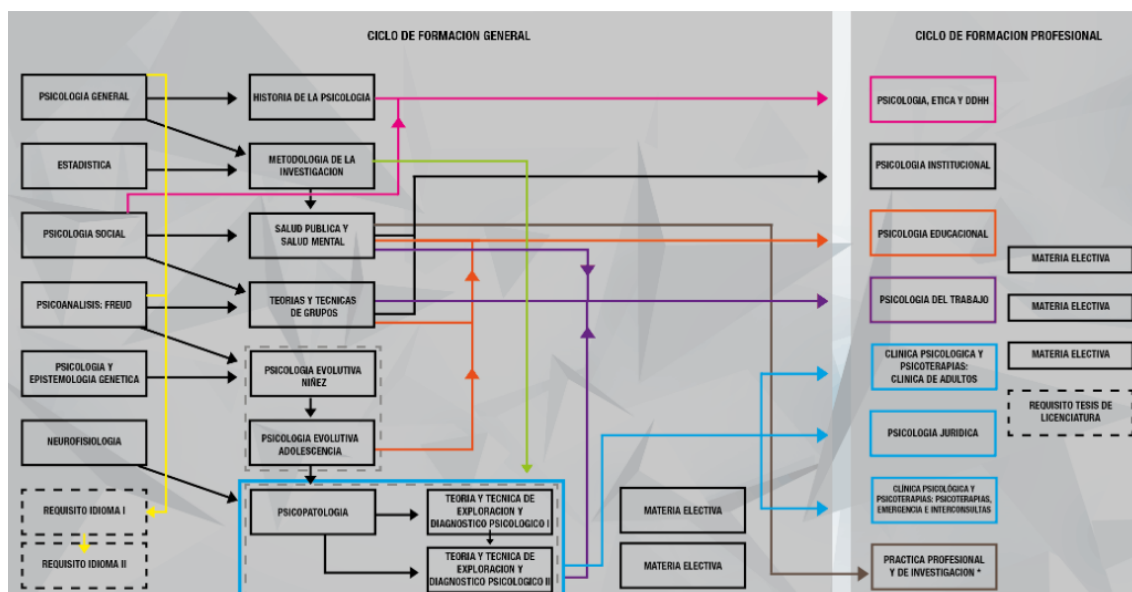 CICLO DE FORMACION GENERAL
PSICOLOGIA GENERAL
ESTADISTICA
PSICOLOGIA SOCIAL
PSICOANALISIS: FREUD
PSICOLOGIA Y
EPISTEMOLOGIA GENETICA
NEUROFISIOLOGIA
REQUISITO IDIOMA I
REQUISITO IDIOMA II
HISTORIA DE LA PSICOLOGIA
METODOLOGIA DE LA
INVESTIGACION
SALUD PUBLICA Y
SALUD MENTAL
TEORIAS Y TECNICAS
DE GRUPOS
PSICOLOGIA EVOLUTIVA
NIÑEZ
PSICOLOGIA EVOLUTIVA
ADOLESCENCIA
PSICOPATOLOGIA
TEORIA Y TECNICA DE
EXPLORACION Y
DIAGNOSTICO PSICOLOGICO I
TEORIA Y TECNICA DE
EXPLORACION Y
DIAGNOSTICO PSICOLOGICO II
MATERIA ELECTIVA
MATERIA ELECTIVA
CICLO DE FORMACION PROFESIONAL
PSICOLOGIA, ETICA Y DDHH
PSICOLOGIA INSTITUCIONAL
PSICOLOGIA EDUCACIONAL
PSICOLOGIA DEL TRABAJO
CLINICA PSICOLOGICA Y
PSICOTERAPIAS:
CLINICA DE ADULTOS
PSICOLOGIA JURIDICA
CLÍNICA PSICOLÓGICA Y
PSICOTERAPIAS: PSICOTERAPIAS,
EMERGENCIA E INTERCONSULTAS
PRACTICA PROFESIONAL
Y DE INVESTIGACION *
MATERIA ELECTIVA
MATERIA ELECTIVA
MATERIA ELECTIVA
REQUISITO TESIS DE
LICENCIATURA